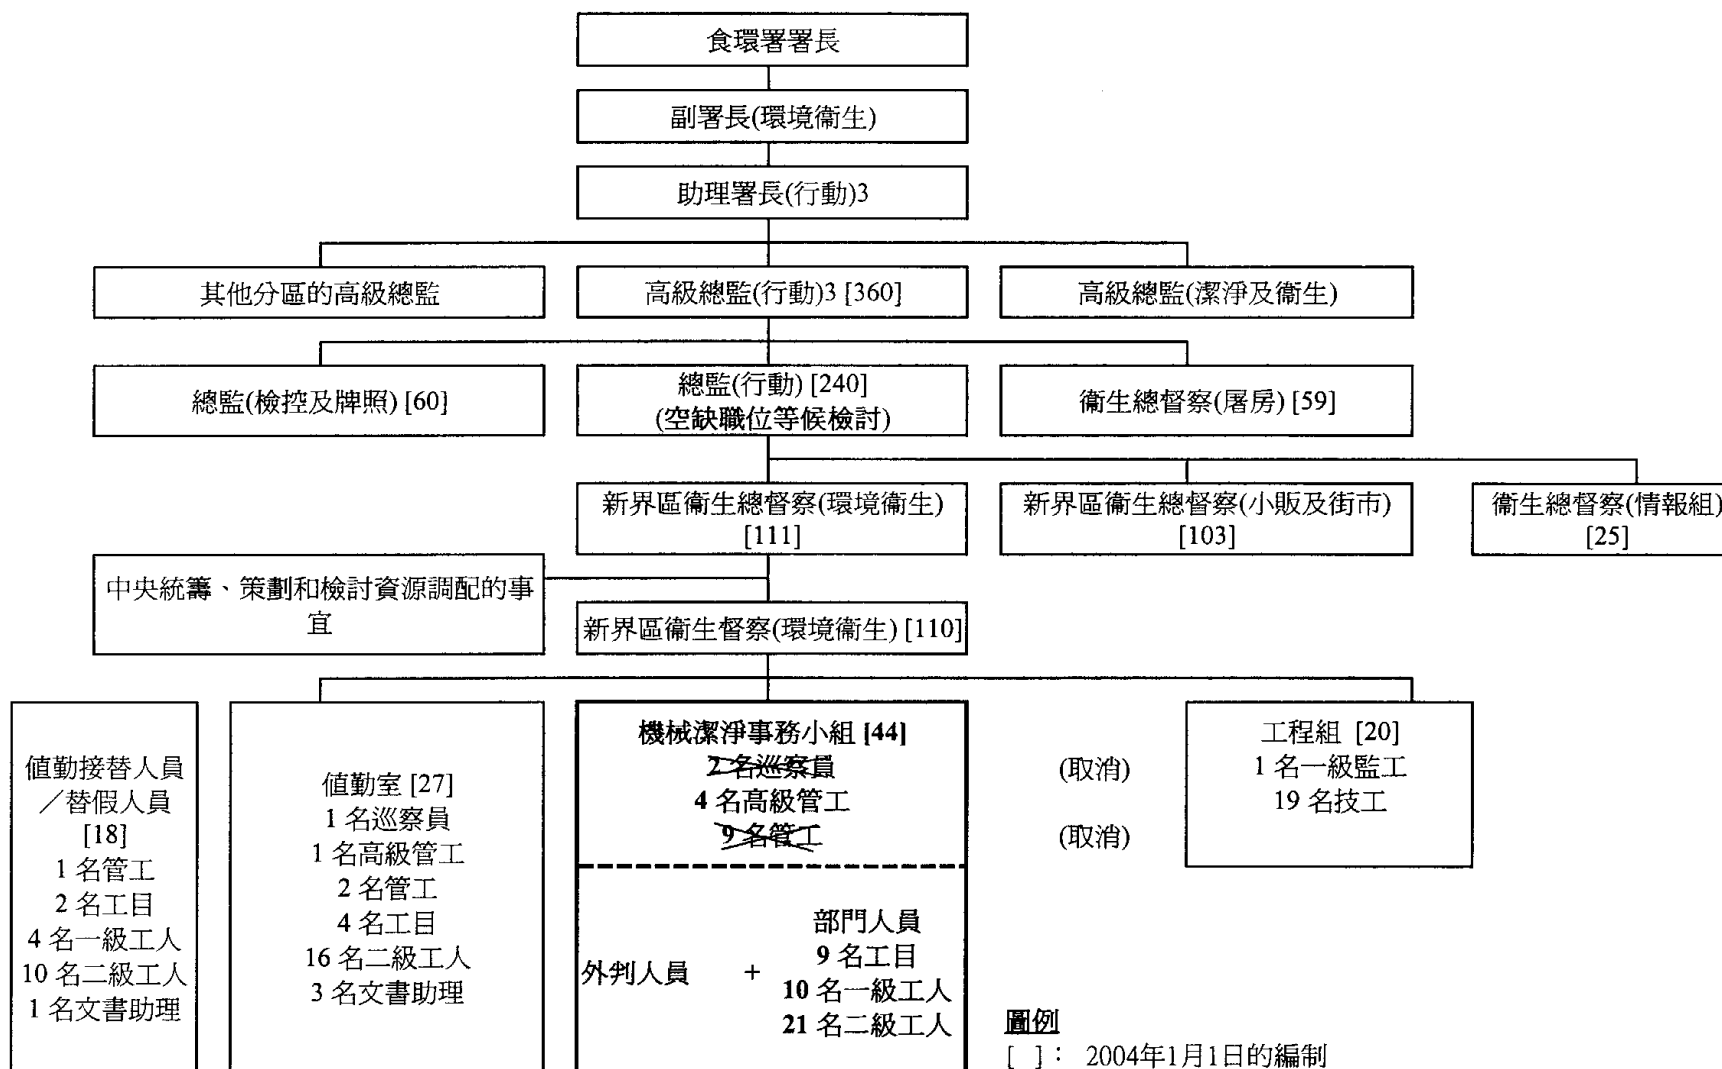 食環署署長
副署長(環境衞生)
助理署長(行動)3
其他分區的高級總監
高級總監(行動)3 [360]
高級總監(潔淨及衞生)
總監(檢控及牌照) [60]
總監(行動) [240]
(空缺職位等候檢討)
衞生總督察(屠房) [59]
新界區衞生總督察(環境衞生)
[111]
新界區衞生總督察(小販及街市)
[103]
衞生總督察(情報組)
[25]
中央統籌、策劃和檢討資源調配的事
宜
新界區衞生督察(環境衞生) [110]
值勤接替人員
／替假人員
[18]
1 名管工
2 名工目
4 名一級工人
10 名二級工人
1 名文書助理
值勤室 [27]
1 名巡察員
1 名高級管工
2 名管工
4 名工目
16 名二級工人
3 名文書助理
機械潔淨事務小組 [44]
2 名巡察員
4 名高級管工
9 名管工
(取消)
(取消)
外判人員 +
部門人員
9 名工目
10 名一級工人
21 名二級工人
工程組 [20]
1 名一級監工
19 名技工
圖例
[ ]： 2004年1月1日的編制